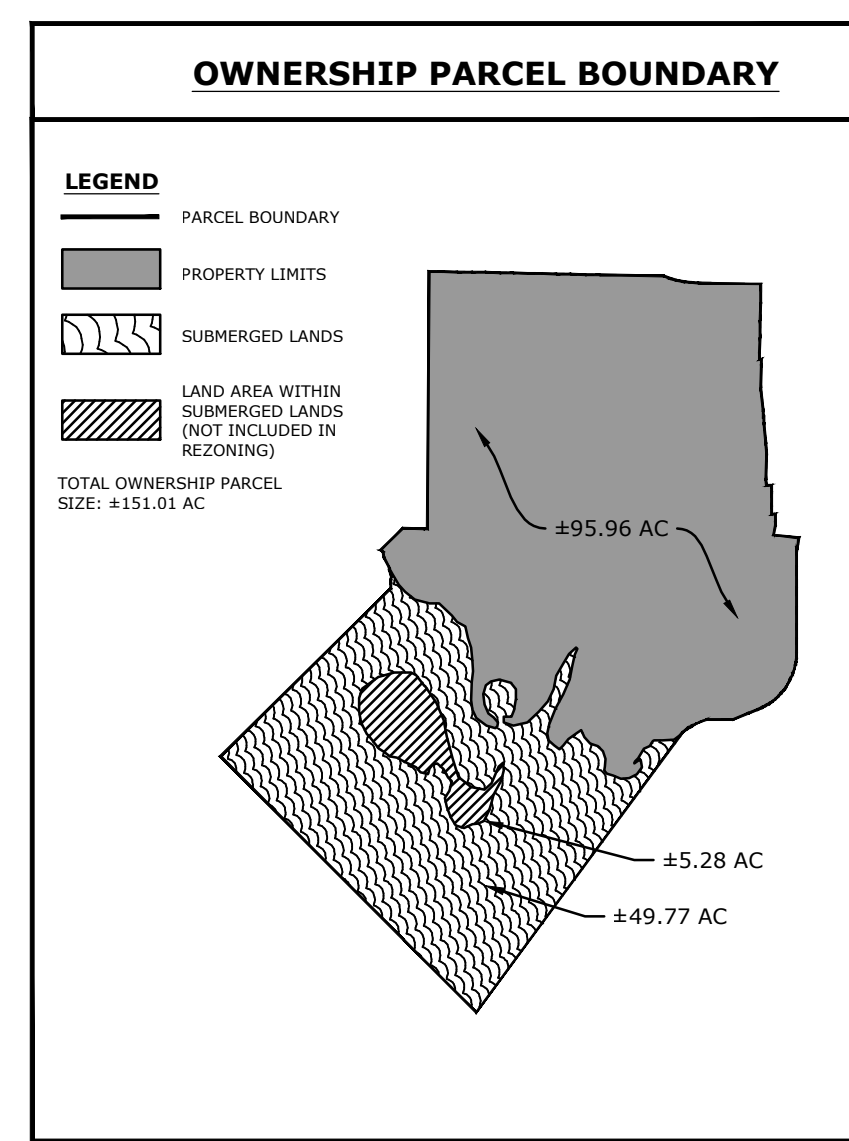 OWNERSHIP PARCEL BOUNDARY
LEGEND
PARCEL BOUNDARY
PROPERTY LIMITS
SUBMERGED LANDS
LAND AREA WITHIN
SUBMERGED LANDS
(NOT INCLUDED IN
REZONING)
TOTAL OWNERSHIP PARCEL
SIZE: ±151.01 AC
±95.96 AC
±5.28 AC
±49.77 AC